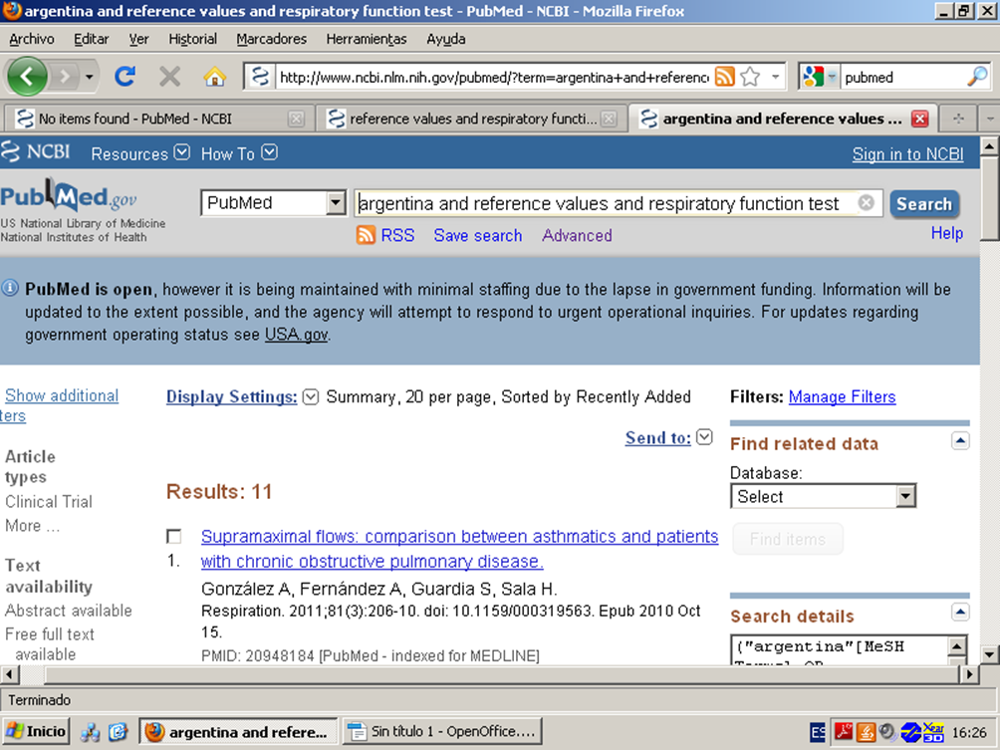 argentina and reference values and respiratory function test - PubMed - NCBI - Mozilla Firefox
Archivo Editar Ver Historial Marcadores Herramientas Ayuda
http://www.ncbi.nlm.nih.gov/pubmed/?term=argentina+and+referenc
pubmed
No items found - PubMed - NCBI
reference values and respiratory functi...
argentina and reference values ...
NCBI Resources How To
Sign in to NCBI
PubMed.gov
US National Library of Medicine
National Institutes of Health
PubMed
argentina and reference values and respiratory function test
Search
RSS Save search Advanced
Help
PubMed is open, however it is being maintained with minimal staffing due to the lapse in government funding. Information will be
updated to the extent possible, and the agency will attempt to respond to urgent operational inquiries. For updates regarding
government operating status see USA.gov.
Show additional
ters
Article
types
Clinical Trial
More ...
Text
availability
Abstract available
Free full text
available
Display Settings: Summary, 20 per page, Sorted by Recently Added
Send to:
Results: 11
1.
Supramaximal flows: comparison between asthmatics and patients
with chronic obstructive pulmonary disease.
González A, Fernández A, Guardia S, Sala H.
Respiration. 2011;81(3):206-10. doi: 10.1159/000319563. Epub 2010 Oct
15.
PMID: 20948184 [PubMed - indexed for MEDLINE]
Filters: Manage Filters
Find related data
Database:
Select
Find items
Search details
("argentina"[MeSH
Terms] OR
Terminado
Inicio
argentina and refere...
Sin título 1 - OpenOffice....
ES
16:26